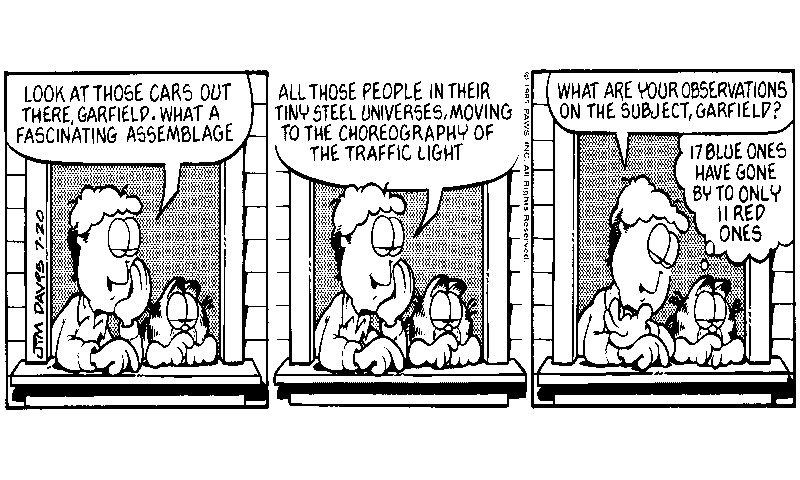 LOOK AT THOSE CARS OUT
THERE, GARFIELD. WHAT A
FASCINATING ASSEMBLAGE
JIM DAVIS 7-20
ALL THOSE PEOPLE IN THEIR
TINY STEEL UNIVERSES, MOVING
TO THE CHOREOGRAPHY OF
THE TRAFFIC LIGHT
© 1987 PAWS, INC. All Rights Reserved.
WHAT ARE YOUR OBSERVATIONS
ON THE SUBJECT, GARFIELD?
17 BLUE ONES
HAVE GONE
BY TO ONLY
11 RED
ONES